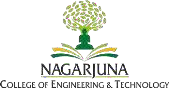 NAGARJUNA
COLLEGE OF ENGINEERING & TECHNOLOGY